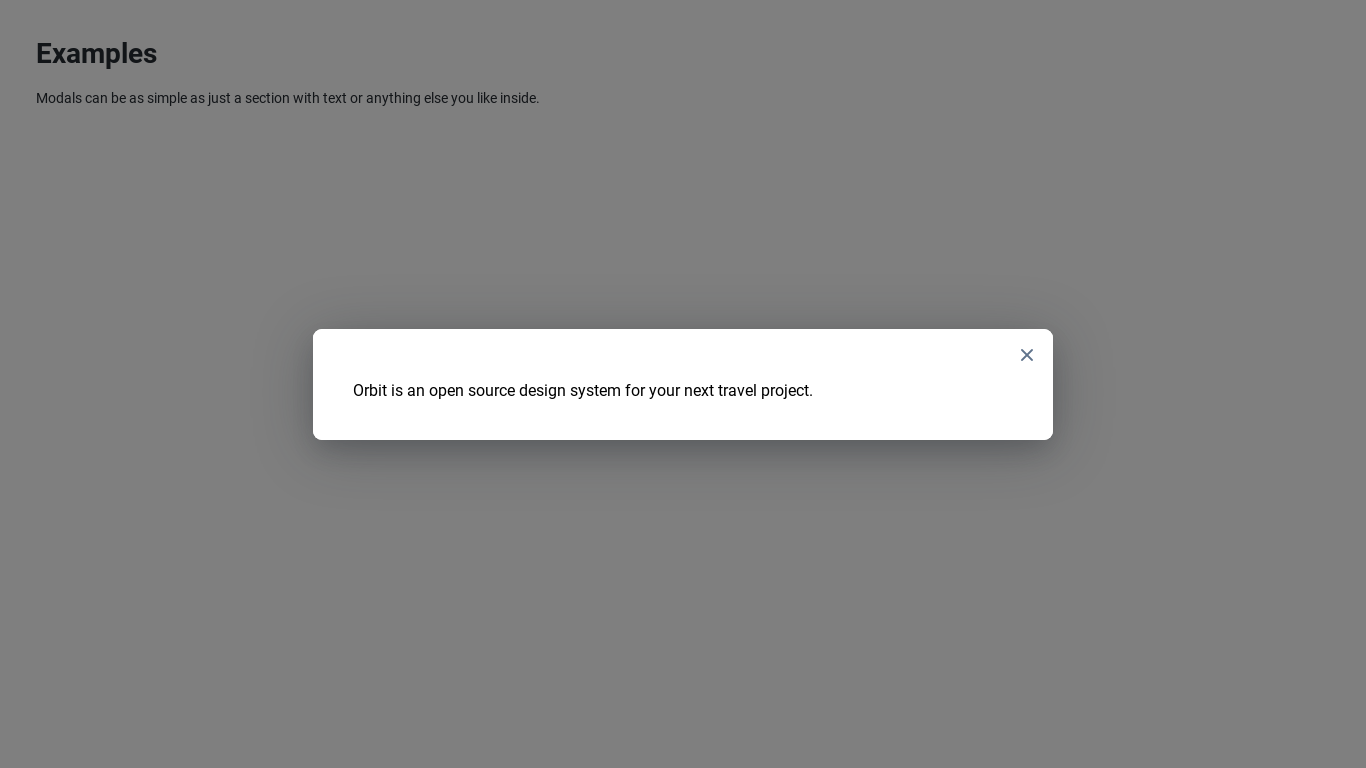 Examples
Modals can be as simple as just a section with text or anything else you like inside.
Orbit is an open source design system for your next travel project.